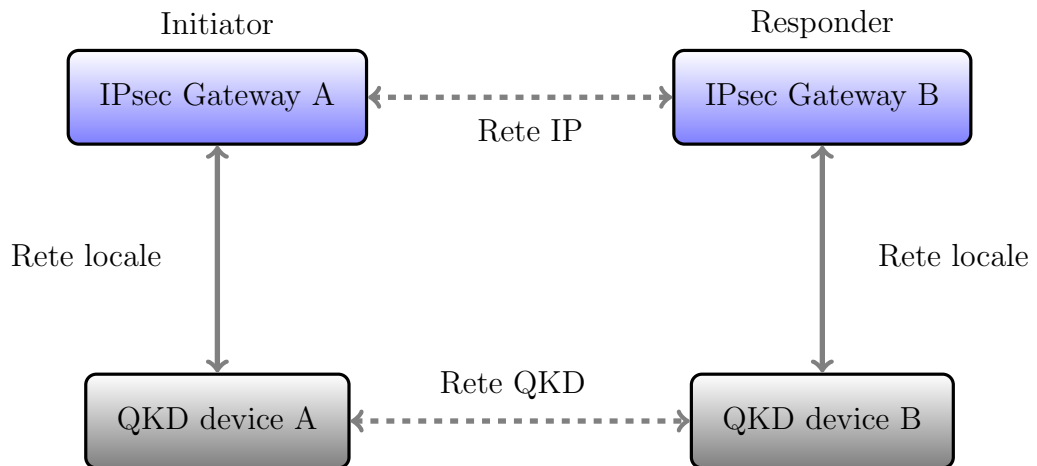 Initiator
Responder
IPsec Gateway A
IPsec Gateway B
Rete IP
Rete locale
Rete locale
Rete QKD
QKD device A
QKD device B